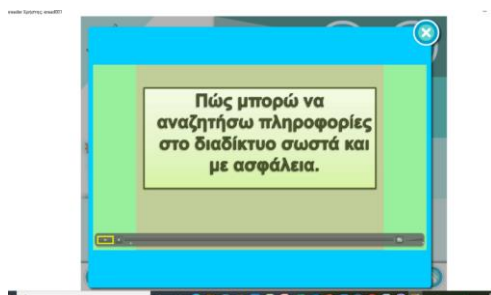 Πώς μπορώ να
αναζητήσω πληροφορίες
στο διαδίκτυο σωστά και
με ασφάλεια.